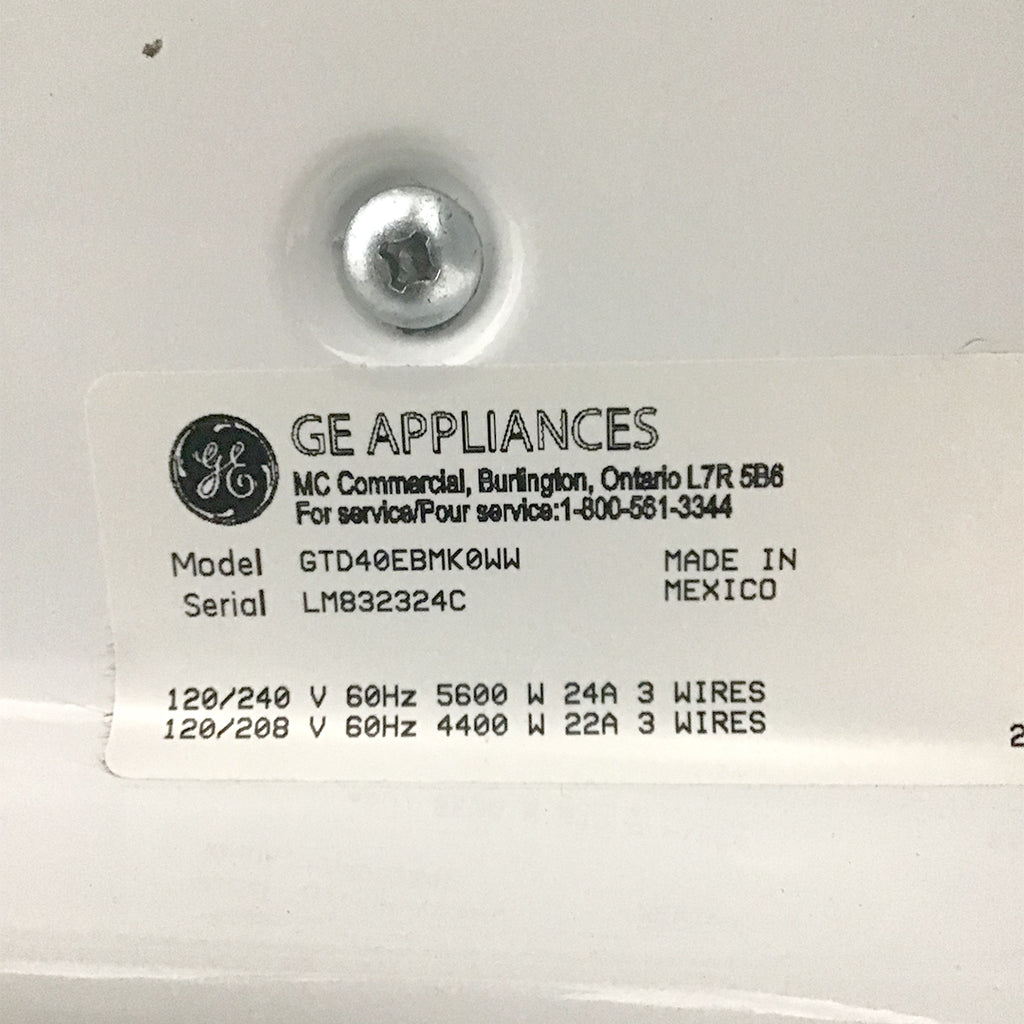 GE
GE APPLIANCES
MC Commercial, Burlington, Ontario L7R 5B6
For service/Pour service:1-800-561-3344
Model GTD40EBMK0WW MADE IN
MEXICO
Serial LM832324C
120/240 V 60Hz 5600 W 24A 3 WIRES
120/208 V 60Hz 4400 W 22A 3 WIRES
2